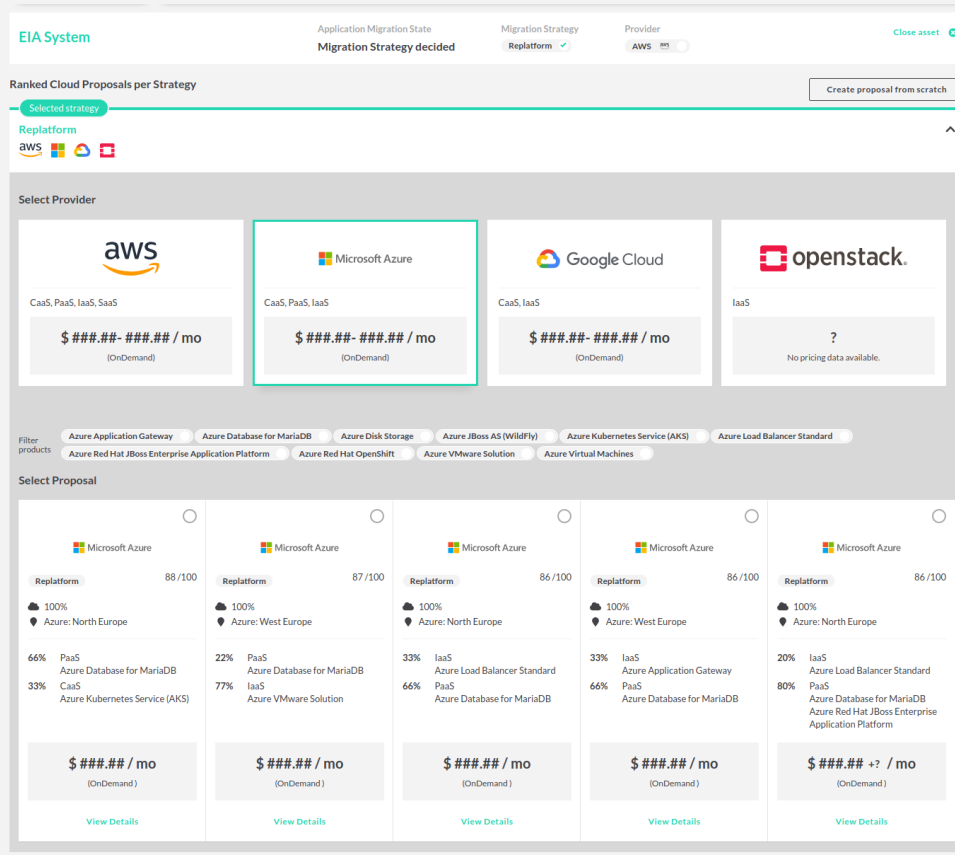 EIA System
Application Migration State
Migration Strategy decided
Migration Strategy
Replatform
Provider
AWS
aws
Close asset
Ranked Cloud Proposals per Strategy
Create proposal from scratch
Selected strategy
Replatform
aws
Select Provider
aws
CaaS, PaaS, IaaS, SaaS
$ ###.##- ###.## / mo
(OnDemand)
Microsoft Azure
CaaS, PaaS, IaaS
$ ###.##- ###.## / mo
(OnDemand)
Google Cloud
CaaS, IaaS
$ ###.##- ###.## / mo
(OnDemand)
openstack.
IaaS
?
No pricing data available.
Filter products
Azure Application Gateway
Azure Database for MariaDB
Azure Disk Storage
Azure JBoss AS (WildFly)
Azure Kubernetes Service (AKS)
Azure Load Balancer Standard
Azure Red Hat JBoss Enterprise Application Platform
Azure Red Hat OpenShift
Azure VMware Solution
Azure Virtual Machines
Select Proposal
Microsoft Azure
Replatform
88 /100
100%
Azure: North Europe
66% PaaS
Azure Database for MariaDB
33% CaaS
Azure Kubernetes Service (AKS)
$ ###.## / mo
(OnDemand )
View Details
Microsoft Azure
Replatform
87 /100
100%
Azure: West Europe
22% PaaS
Azure Database for MariaDB
77% IaaS
Azure VMware Solution
$ ###.## / mo
(OnDemand )
View Details
Microsoft Azure
Replatform
86 /100
100%
Azure: North Europe
33% IaaS
Azure Load Balancer Standard
66% PaaS
Azure Database for MariaDB
$ ###.## / mo
(OnDemand )
View Details
Microsoft Azure
Replatform
86 /100
100%
Azure: West Europe
33% IaaS
Azure Application Gateway
66% PaaS
Azure Database for MariaDB
$ ###.## / mo
(OnDemand )
View Details
Microsoft Azure
Replatform
86 /100
100%
Azure: North Europe
20% IaaS
Azure Load Balancer Standard
80% PaaS
Azure Database for MariaDB
Azure Red Hat JBoss Enterprise
Application Platform
$ ###.## +? / mo
(OnDemand )
View Details